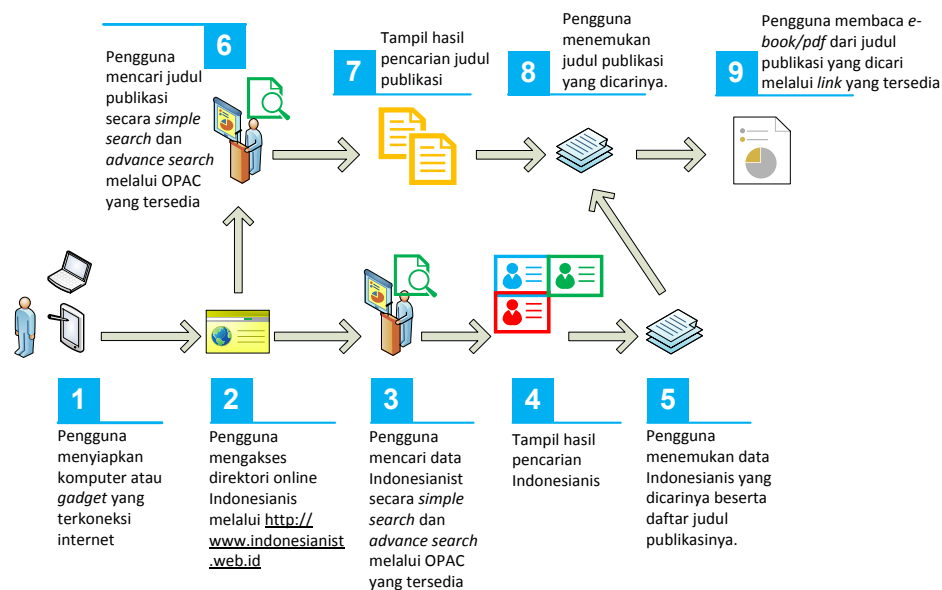 6
Pengguna
mencari judul
publikasi
secara simple
search dan
advance search
melalui OPAC
yang tersedia
7
Tampil hasil
pencarian judul
publikasi
8
Pengguna
menemukan
judul publikasi
yang dicarinya.
9
Pengguna membaca e-
book/pdf dari judul
publikasi yang dicari
melalui link yang tersedia
1
Pengguna
menyiapkan
komputer atau
gadget yang
terkoneksi
internet
2
Pengguna
mengakses
direktori online
Indonesianis
melalui http://
www.indonesianist
.web.id
3
Pengguna
mencari data
Indonesianist
secara simple
search dan
advance search
melalui OPAC
yang tersedia
4
Tampil hasil
pencarian
Indonesianis
5
Pengguna
menemukan data
Indonesianis yang
dicarinya beserta
daftar judul
publikasinya.